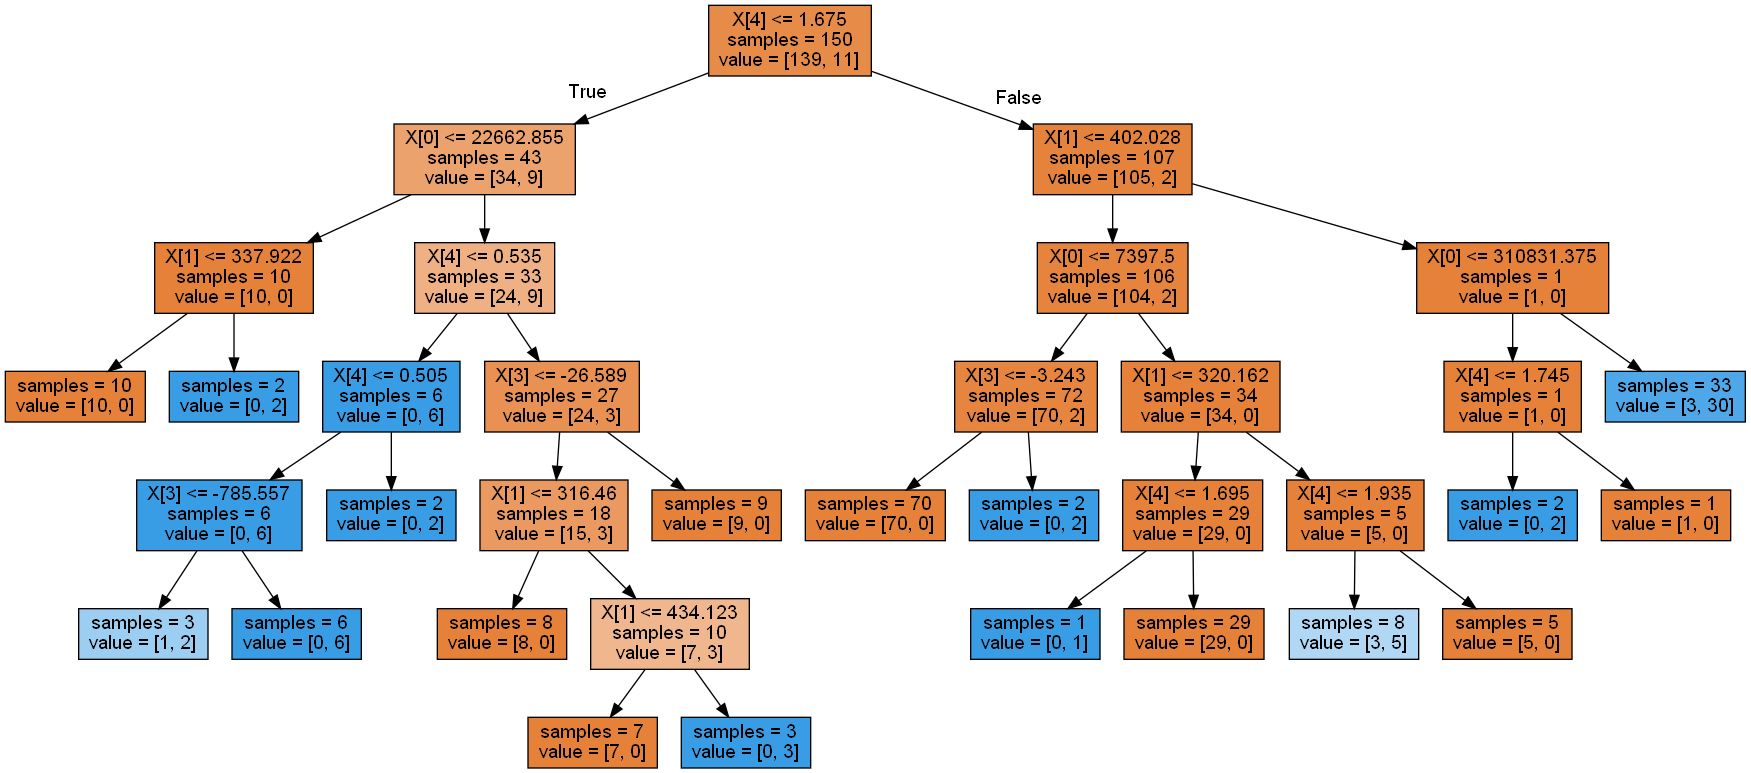 X[4] <= 1.675
samples = 150
value = [139, 11]
True
False
X[0] <= 22662.855
samples = 43
value = [34, 9]
X[1] <= 402.028
samples = 107
value = [105, 2]
X[1] <= 337.922
samples = 10
value = [10, 0]
X[4] <= 0.535
samples = 33
value = [24, 9]
X[0] <= 7397.5
samples = 106
value = [104, 2]
X[0] <= 310831.375
samples = 1
value = [1, 0]
samples = 10
value = [10, 0]
samples = 2
value = [0, 2]
X[4] <= 0.505
samples = 6
value = [0, 6]
X[3] <= -26.589
samples = 27
value = [24, 3]
X[3] <= -3.243
samples = 72
value = [70, 2]
X[1] <= 320.162
samples = 34
value = [34, 0]
X[4] <= 1.745
samples = 1
value = [1, 0]
samples = 33
value = [3, 30]
X[3] <= -785.557
samples = 6
value = [0, 6]
samples = 2
value = [0, 2]
X[1] <= 316.46
samples = 18
value = [15, 3]
samples = 9
value = [9, 0]
samples = 70
value = [70, 0]
samples = 2
value = [0, 2]
X[4] <= 1.695
samples = 29
value = [29, 0]
X[4] <= 1.935
samples = 5
value = [5, 0]
samples = 2
value = [0, 2]
samples = 1
value = [1, 0]
samples = 3
value = [1, 2]
samples = 6
value = [0, 6]
samples = 8
value = [8, 0]
X[1] <= 434.123
samples = 10
value = [7, 3]
samples = 1
value = [0, 1]
samples = 29
value = [29, 0]
samples = 8
value = [3, 5]
samples = 5
value = [5, 0]
samples = 7
value = [7, 0]
samples = 3
value = [0, 3]